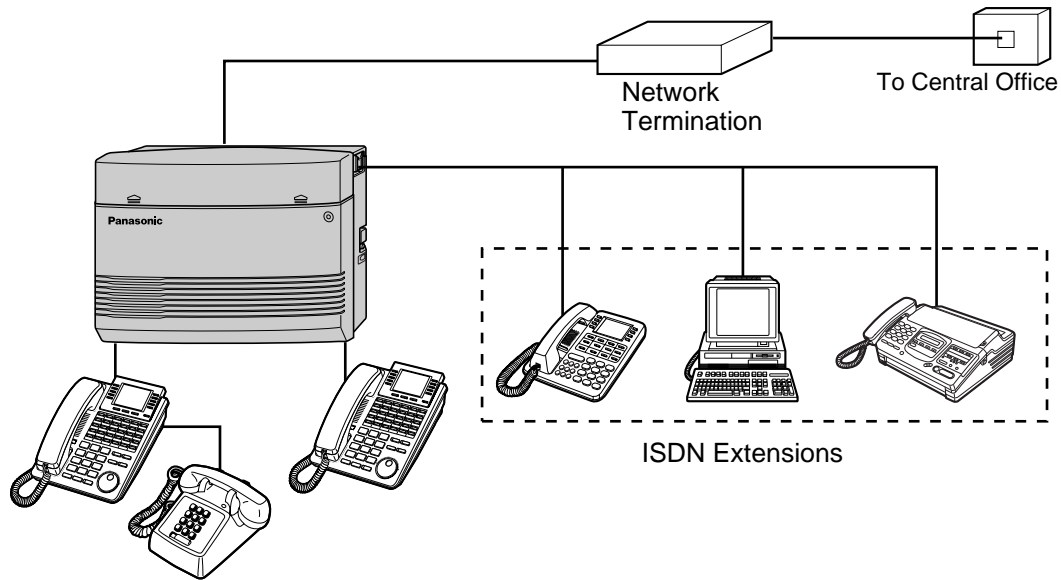 To Central Office
Network
Termination
Panasonic
ISDN Extensions